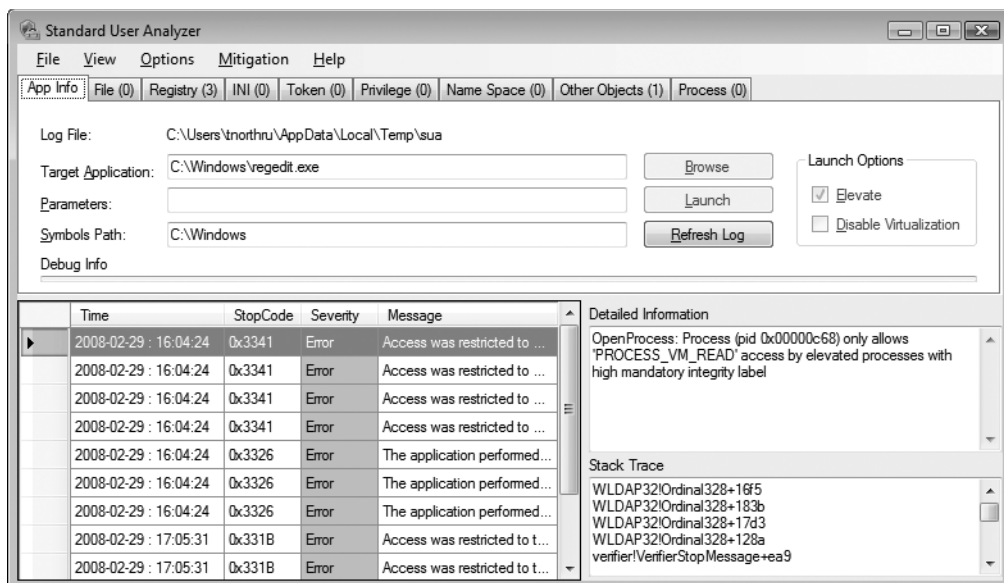 Standard User Analyzer
File View Options Mitigation Help
App Info File (0) Registry (3) INI (0) Token (0) Privilege (0) Name Space (0) Other Objects (1) Process (0)
Log File: C:\Users\tnorthru\AppData\Local\Temp\sua
Target Application: C:\Windows\regedit.exe Browse
Parameters: Launch
Symbols Path: C:\Windows Refresh Log
Debug Info
Launch Options
Elevate
Disable Virtualization
Time StopCode Severity Message
2008-02-29 : 16:04:24 0x3341 Error Access was restricted to ...
2008-02-29 : 16:04:24 0x3341 Error Access was restricted to ...
2008-02-29 : 16:04:24 0x3341 Error Access was restricted to ...
2008-02-29 : 16:04:24 0x3341 Error Access was restricted to ...
2008-02-29 : 16:04:24 0x3326 Error The application performed...
2008-02-29 : 16:04:24 0x3326 Error The application performed...
2008-02-29 : 16:04:24 0x3326 Error The application performed...
2008-02-29 : 17:05:31 0x331B Error Access was restricted to t...
2008-02-29 : 17:05:31 0x331B Error Access was restricted to t...
Detailed Information
OpenProcess: Process (pid 0x00000c68) only allows
'PROCESS_VM_READ' access by elevated processes with
high mandatory integrity label
Stack Trace
WLDAP32!Ordinal328+16f5
WLDAP32!Ordinal328+183b
WLDAP32!Ordinal328+17d3
WLDAP32!Ordinal328+128a
verifier!VerifierStopMessage+ea9